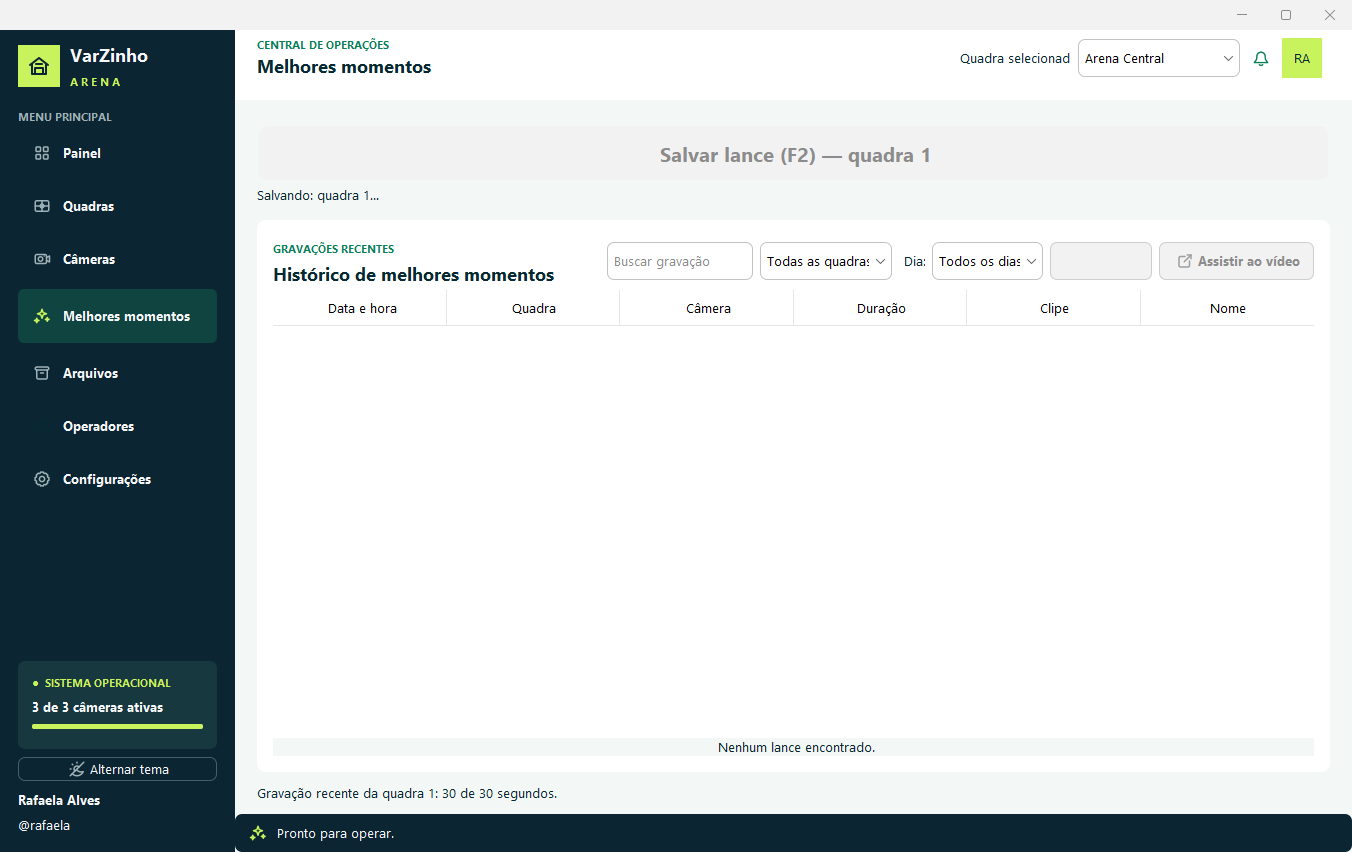 VarZinho
ARENA
MENU PRINCIPAL
Painel
Quadras
Câmeras
Melhores momentos
Arquivos
Operadores
Configurações
● SISTEMA OPERACIONAL
3 de 3 câmeras ativas
Alternar tema
Rafaela Alves
@rafaela
CENTRAL DE OPERAÇÕES
Melhores momentos
Quadra selecionad
Arena Central
RA
Salvar lance (F2) — quadra 1
Salvando: quadra 1...
GRAVAÇÕES RECENTES
Histórico de melhores momentos
Buscar gravação
Todas as quadras
Dia:
Todos os dias
Assistir ao vídeo
Data e hora
Quadra
Câmera
Duração
Clipe
Nome
Nenhum lance encontrado.
Gravação recente da quadra 1: 30 de 30 segundos.
Pronto para operar.